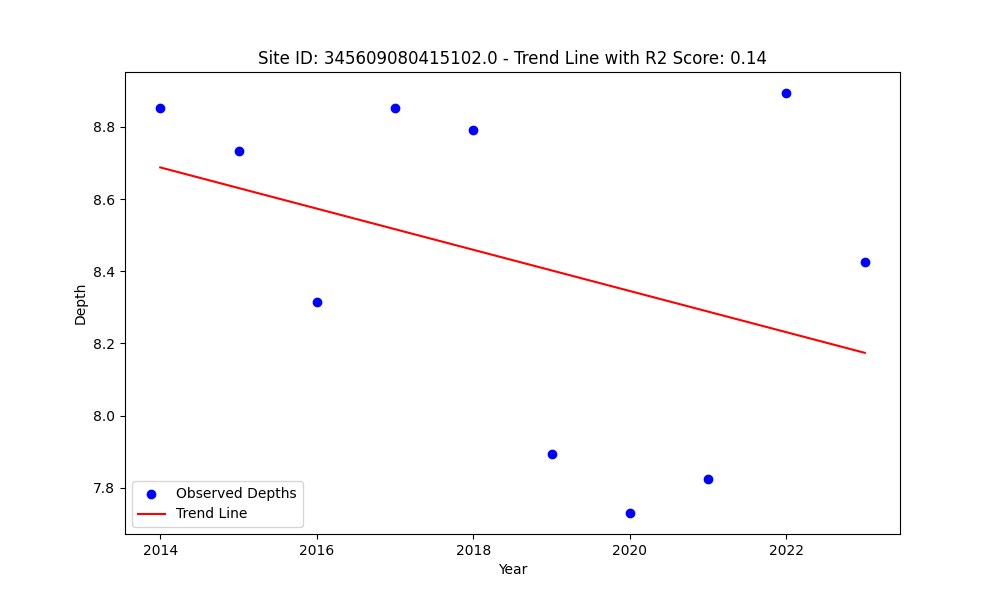 Site ID: 345609080415102.0 - Trend Line with R2 Score: 0.14
8.8
8.6
8.4
8.2
8.0
7.8
Depth
Observed Depths
Trend Line
2014
2016
2018
2020
2022
Year